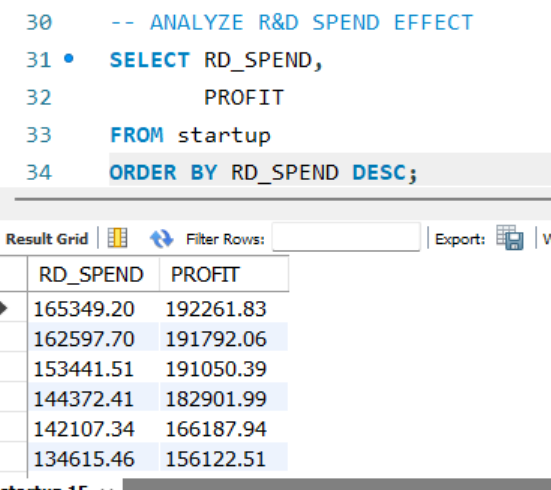 30 -- ANALYZE R&D SPEND EFFECT
31 SELECT RD_SPEND,
32 PROFIT
33 FROM startup
34 ORDER BY RD_SPEND DESC;
Result Grid Filter Rows: Export:
RD_SPEND PROFIT
165349.20 192261.83
162597.70 191792.06
153441.51 191050.39
144372.41 182901.99
142107.34 166187.94
134615.46 156122.51